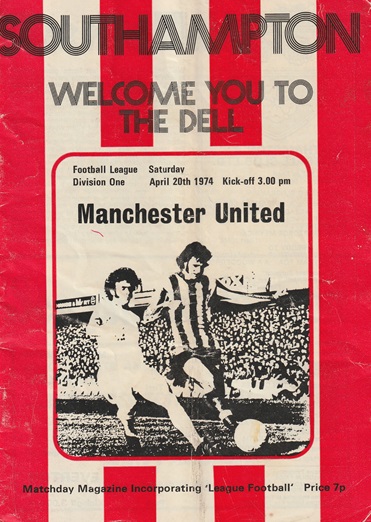 SOUTHAMPTON
WELCOME YOU TO
THE DELL
Football League Saturday
Division One April 20th 1974 Kick-off 3.00 pm
Manchester United
Matchday Magazine Incorporating 'League Football' Price 7p